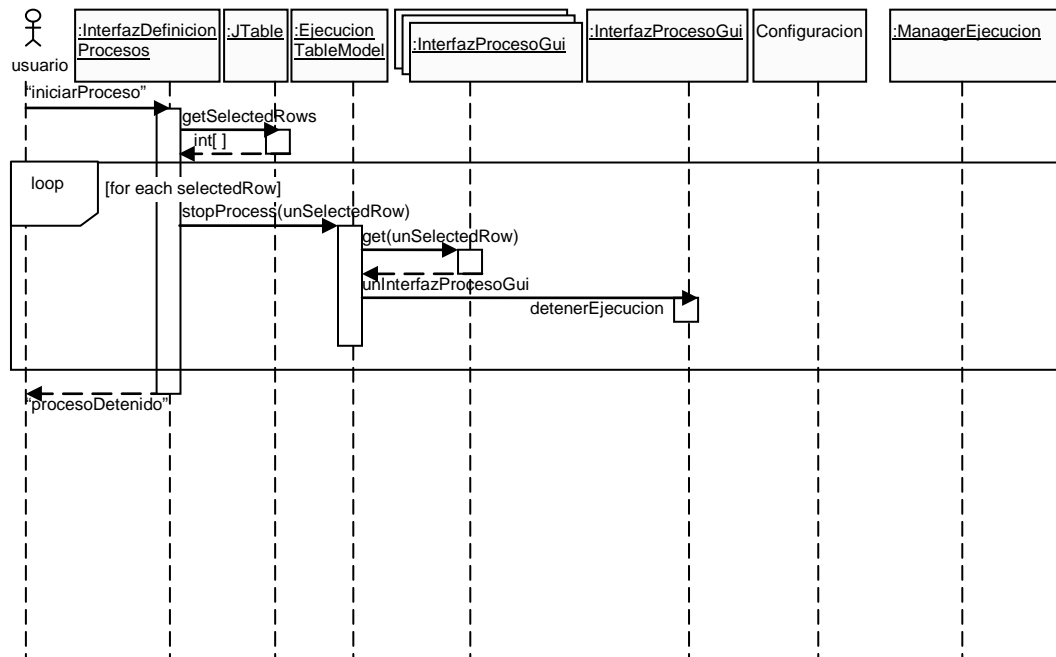 usuario
:InterfazDefinicion
Procesos
:JTable
:Ejecucion
TableModel
:InterfazProcesoGui
:InterfazProcesoGui
Configuracion
:ManagerEjecucion
“iniciarProceso”
getSelectedRows
int[ ]
loop
[for each selectedRow]
stopProcess(unSelectedRow)
get(unSelectedRow)
unInterfazProcesoGui
detenerEjecucion
“procesoDetenido”